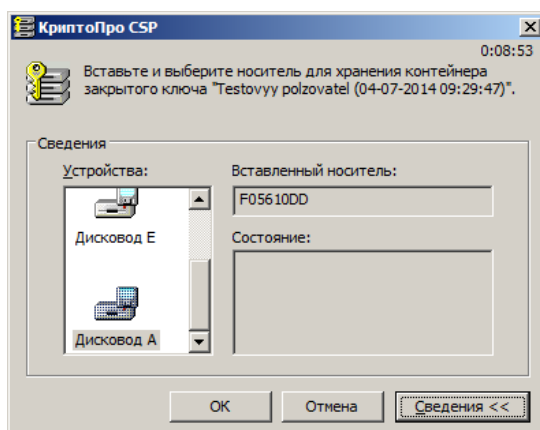 КриптоПро CSP
0:08:53
Вставьте и выберите носитель для хранения контейнера
закрытого ключа "Testovyy polzovatel (04-07-2014 09:29:47)".
Сведения
Устройства:
Вставленный носитель:
F05610DD
Дисковод E
Состояние:
Дисковод A
OK
Отмена
Сведения <<